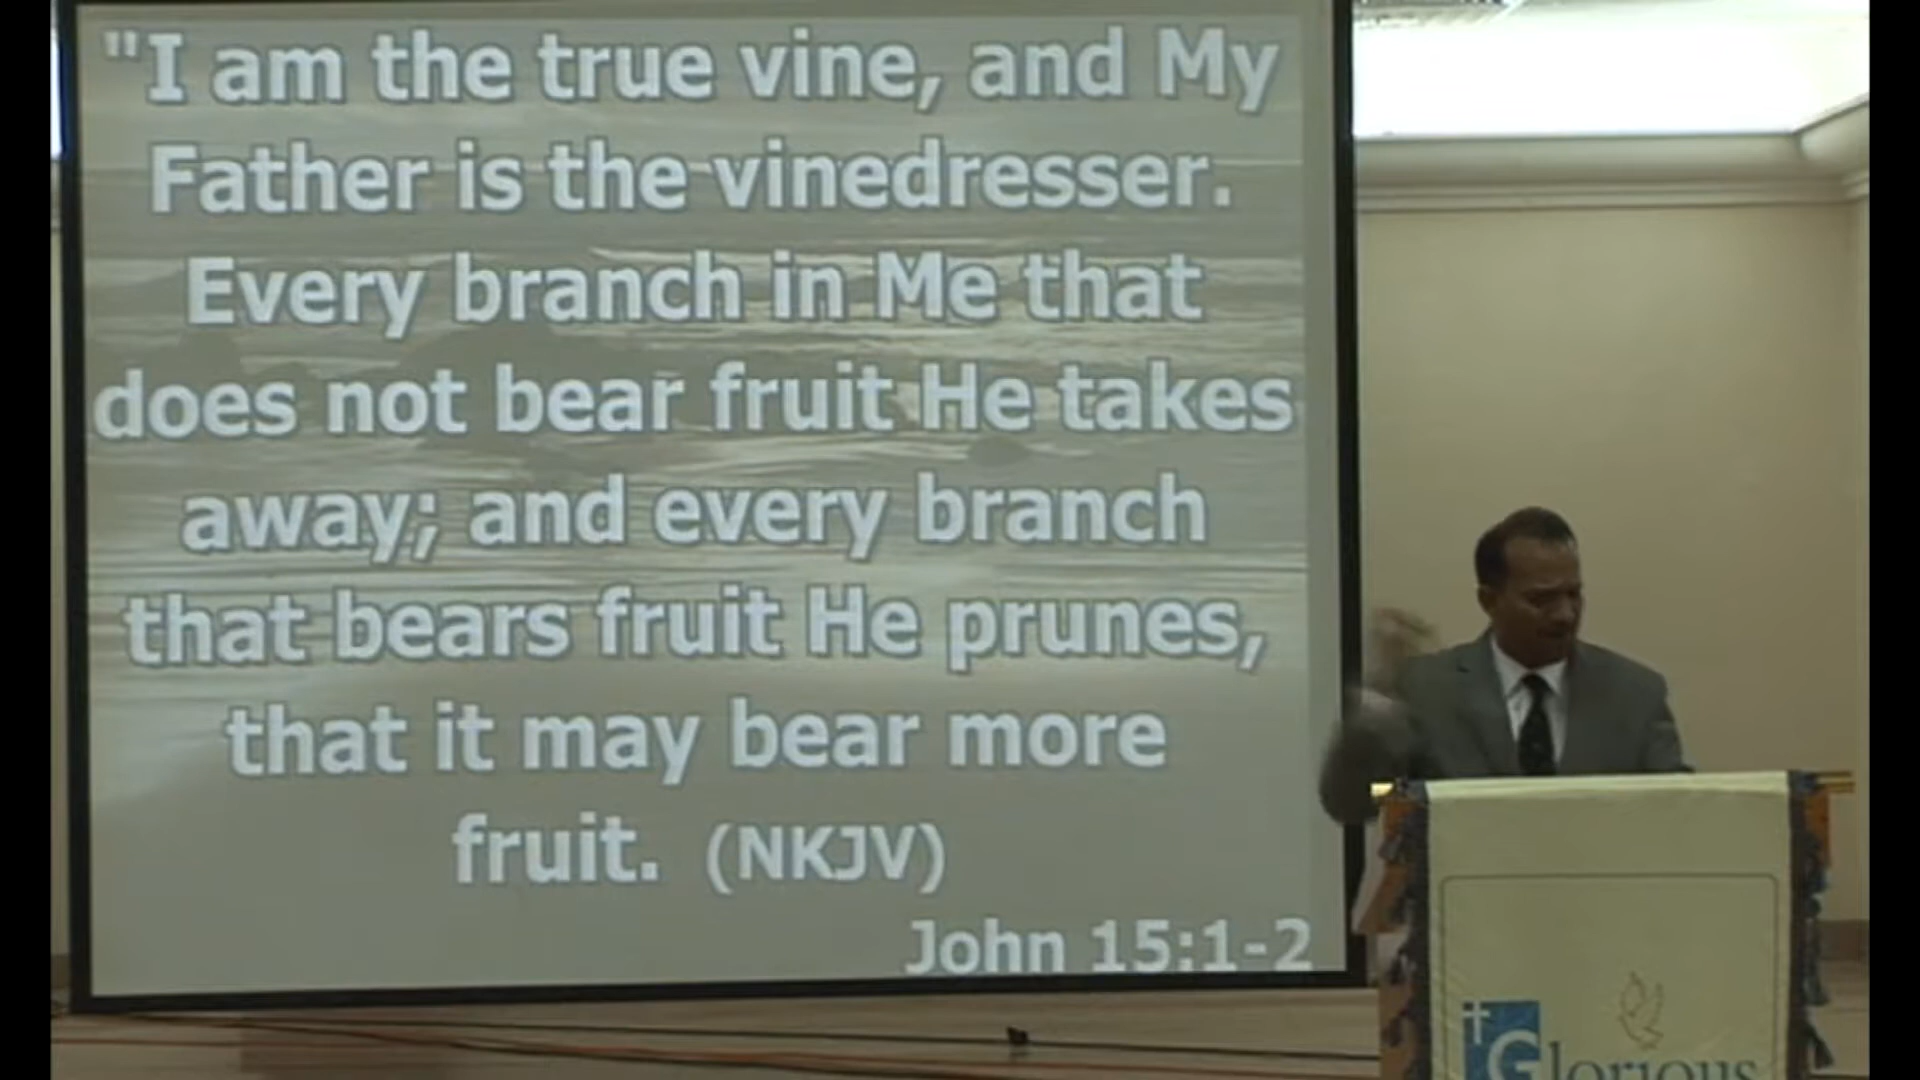 "I am the true vine, and My
Father is the vinedresser.
Every branch in Me that
does not bear fruit He takes
away; and every branch
that bears fruit He prunes,
that it may bear more
fruit. (NKJV)
John 15:1-2
Glorious